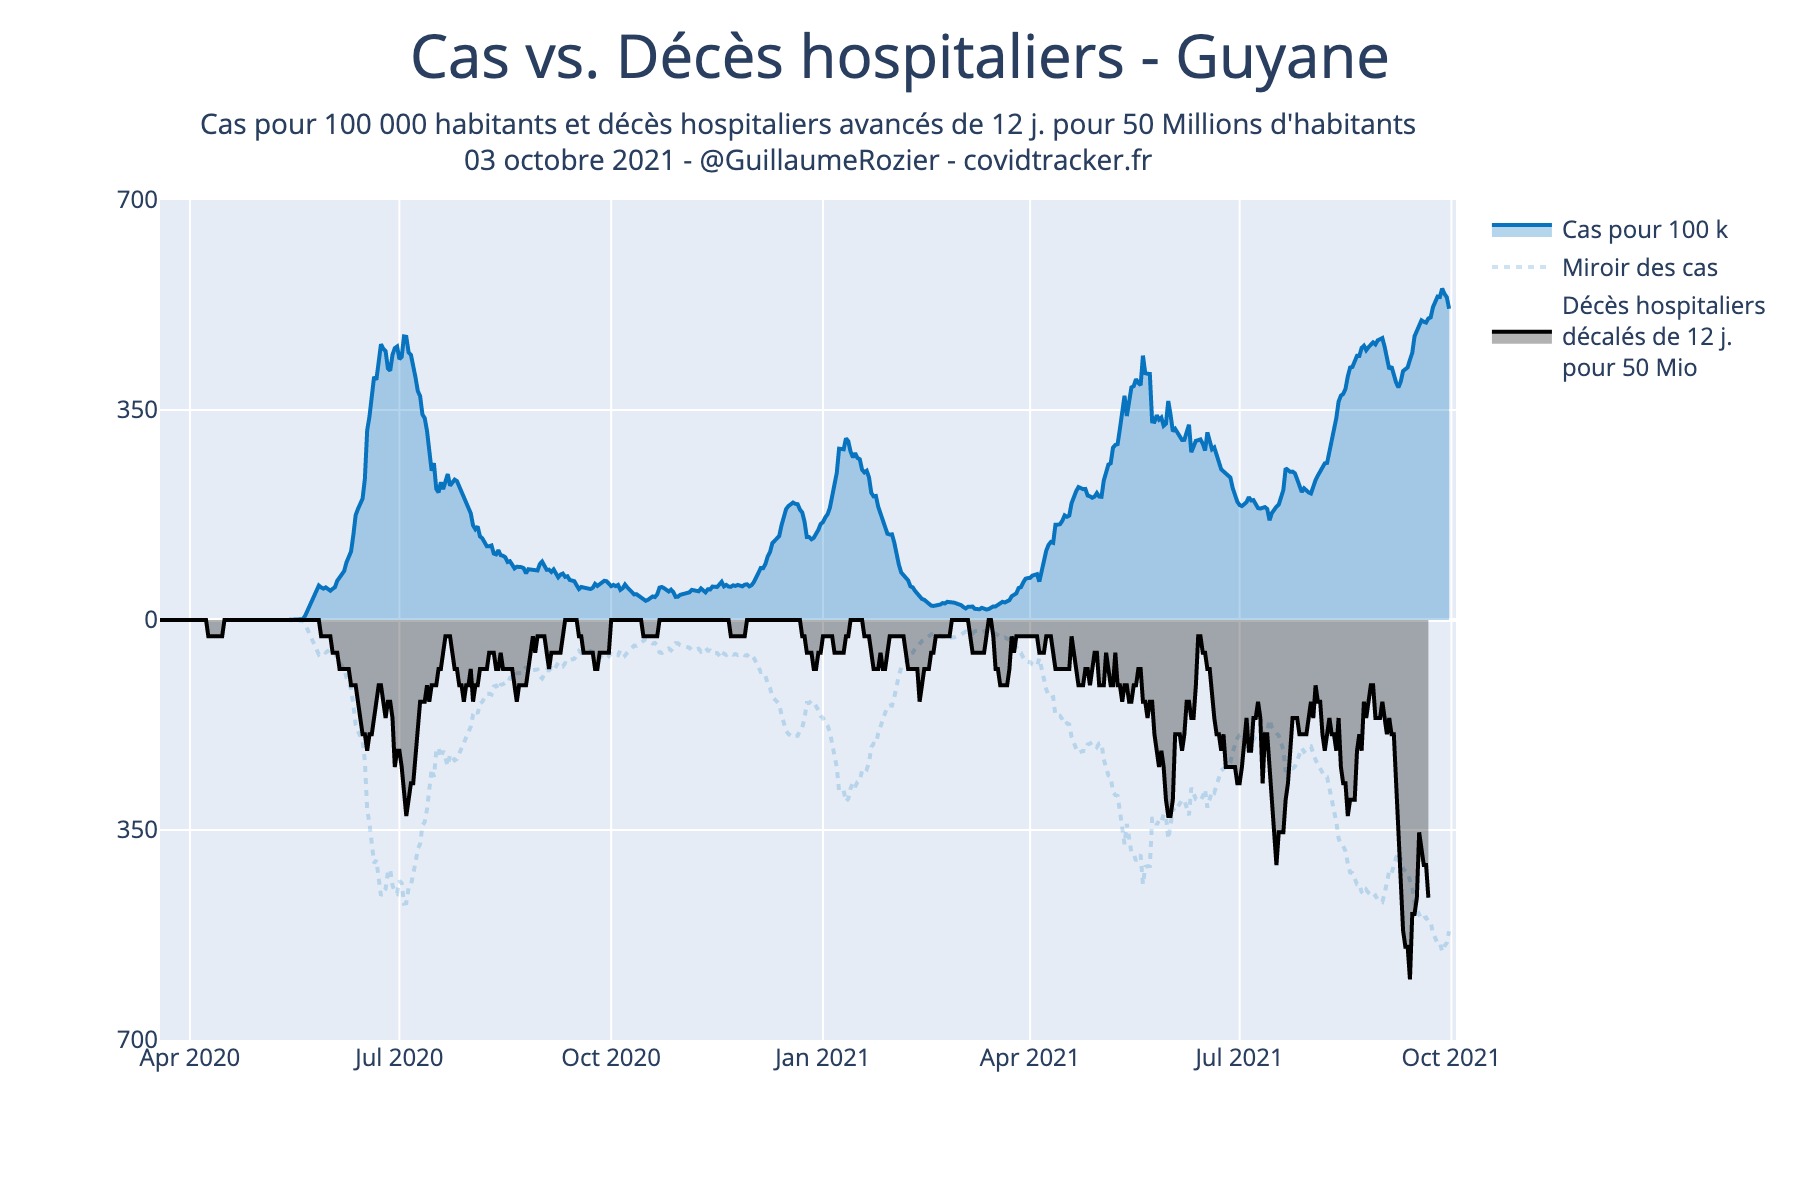 Cas vs. Décès hospitaliers - Guyane
Cas pour 100 000 habitants et décès hospitaliers avancés de 12 j. pour 50 Millions d'habitants
03 octobre 2021 - @GuillaumeRozier - covidtracker.fr
700
350
0
350
700
Apr 2020
Jul 2020
Oct 2020
Jan 2021
Apr 2021
Jul 2021
Oct 2021
Cas pour 100 k
Miroir des cas
Décès hospitaliers
décalés de 12 j.
pour 50 Mio